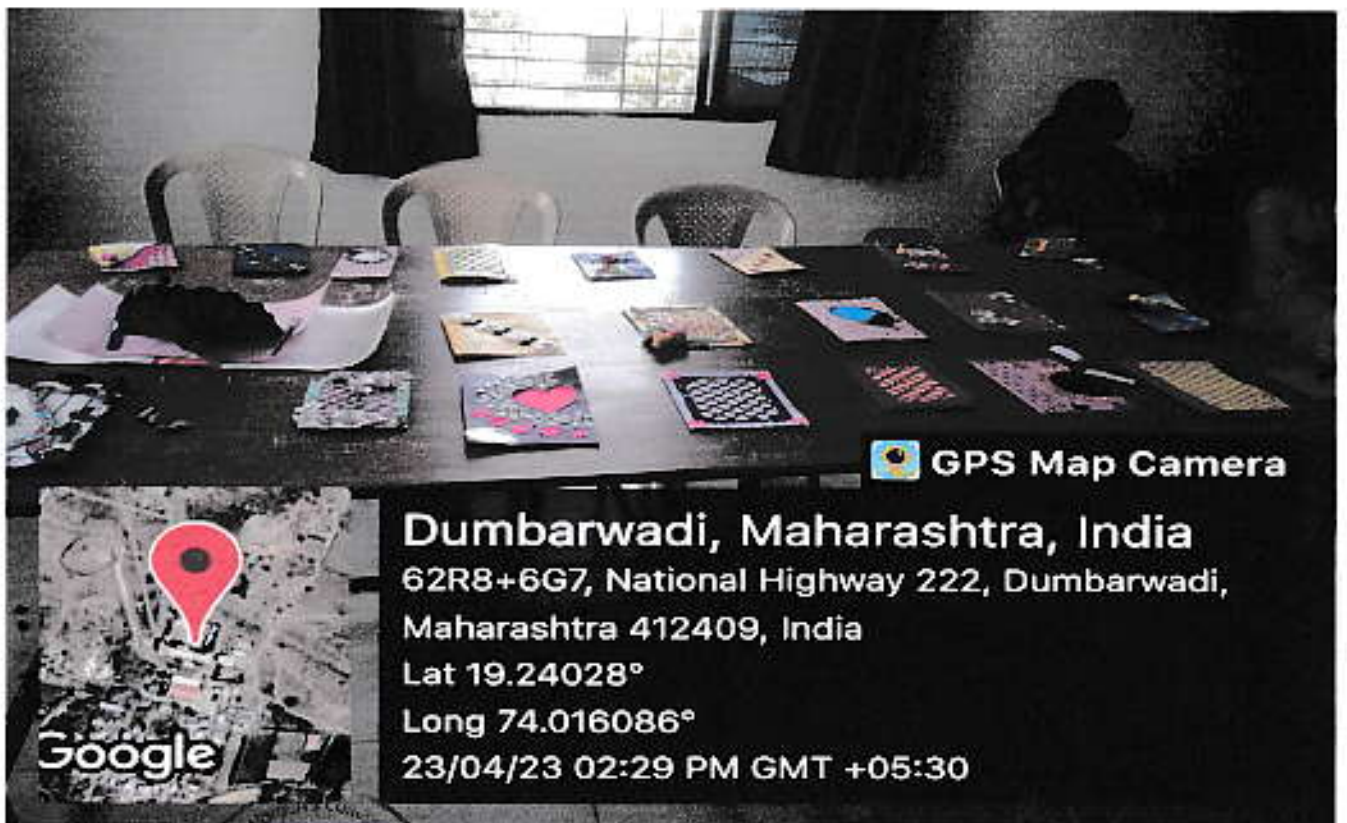 GPS Map Camera
Dumbarwadi, Maharashtra, India
62R8+6G7, National Highway 222, Dumbarwadi,
Maharashtra 412409, India
Lat 19.24028°
Long 74.016086°
23/04/23 02:29 PM GMT +05:30
Google